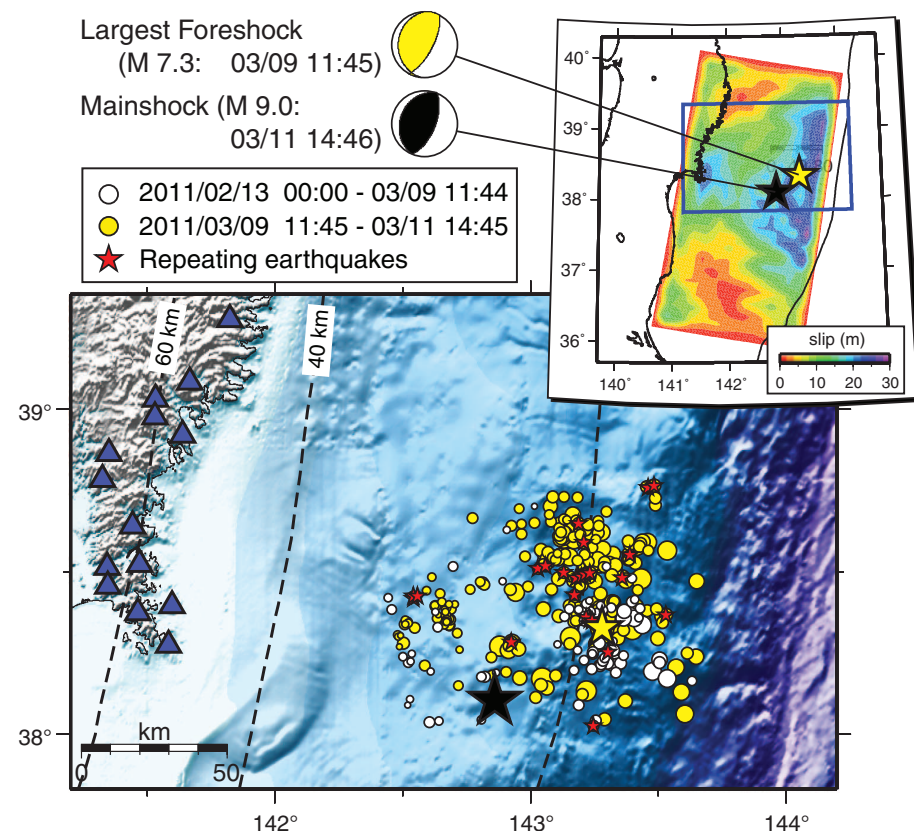 Largest Foreshock
(M 7.3: 03/09 11:45)
Mainshock (M 9.0:
03/11 14:46)
2011/02/13 00:00 - 03/09 11:44
2011/03/09 11:45 - 03/11 14:45
Repeating earthquakes
40°
39°
38°
37°
36°
140°
141°
142°
slip (m)
0 10 20 30
60 km
40 km
39°
38°
km
0 50
142°
143°
144°